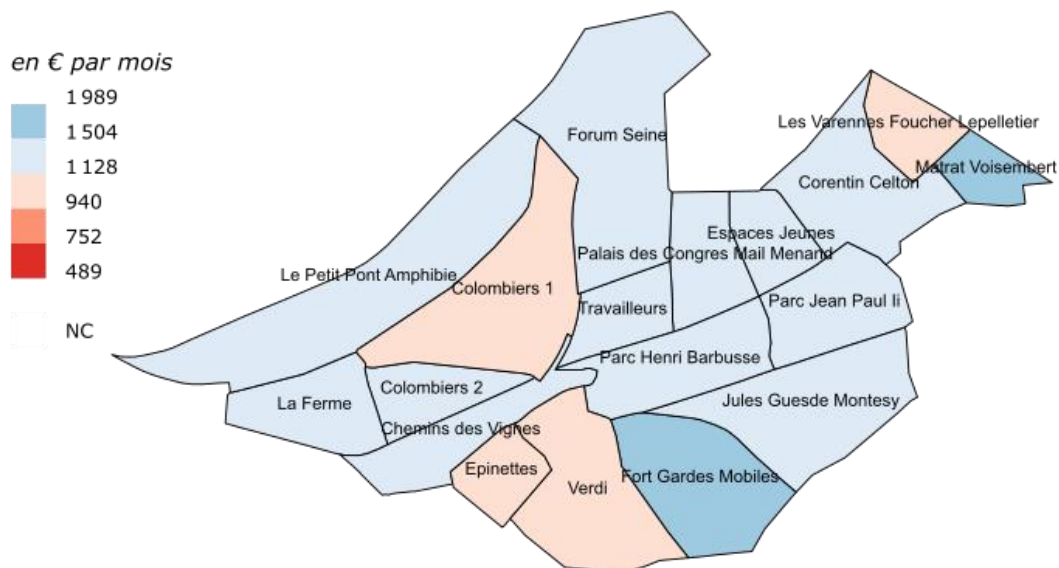 en € par mois
1 989
1 504
1 128
940
752
489
NC
Forum Seine
Les Varennes Foucher Lepelletier
Matrat Voisembert
Corentin Celton
Espaces Jeunes
Palais des Congres Mail Menand
Le Petit Pont Amphibie
Colombiers 1
Travailleurs
Parc Jean Paul Ii
Parc Henri Barbusse
Colombiers 2
La Ferme
Jules Guesde Montesy
Chemins des Vignes
Epinettes
Verdi
Fort Gardes Mobiles